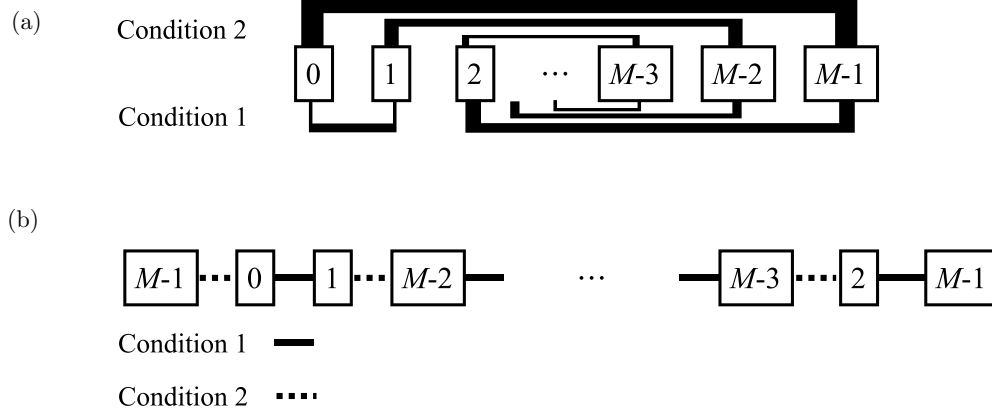 (a)
Condition 2
0 1 2 ... M-3 M-2 M-1
Condition 1
(b)
M-1 0 1 M-2 ... M-3 2 M-1
Condition 1
Condition 2